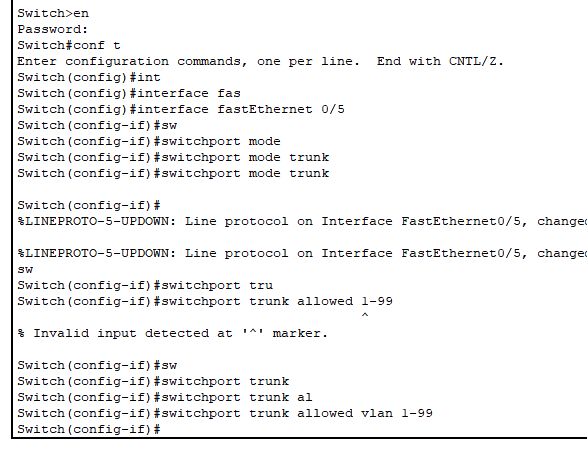 Switch>en
Password:
Switch#conf t
Enter configuration commands, one per line.  End with CNTL/Z.
Switch(config)#int
Switch(config)#interface fas
Switch(config)#interface fastEthernet 0/5
Switch(config-if)#sw
Switch(config-if)#switchport mode
Switch(config-if)#switchport mode trunk
Switch(config-if)#switchport mode trunk
Switch(config-if)#
%LINEPROTO-5-UPDOWN: Line protocol on Interface FastEthernet0/5, changed
%LINEPROTO-5-UPDOWN: Line protocol on Interface FastEthernet0/5, changed
sw
Switch(config-if)#switchport tru
Switch(config-if)#switchport trunk allowed 1-99
^
% Invalid input detected at '^' marker.
Switch(config-if)#sw
Switch(config-if)#switchport trunk
Switch(config-if)#switchport trunk al
Switch(config-if)#switchport trunk allowed vlan 1-99
Switch(config-if)#